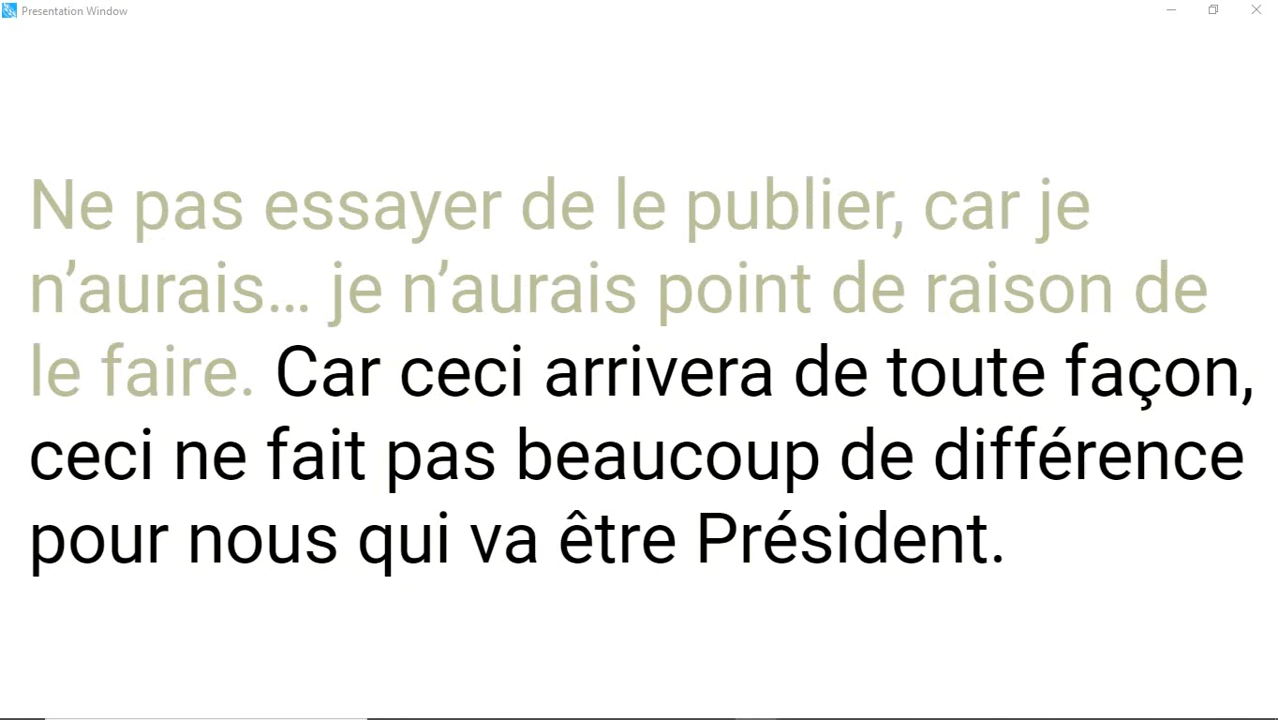 Presentation Window
Ne pas essayer de le publier, car je
n’aurais… je n’aurais point de raison de
le faire. Car ceci arrivera de toute façon,
ceci ne fait pas beaucoup de différence
pour nous qui va être Président.